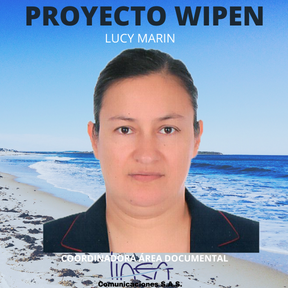 PROYECTO WIPEN
LUCY MARIN
COORDINADORA ÁREA DOCUMENTAL
Comunicaciones S.A.S.